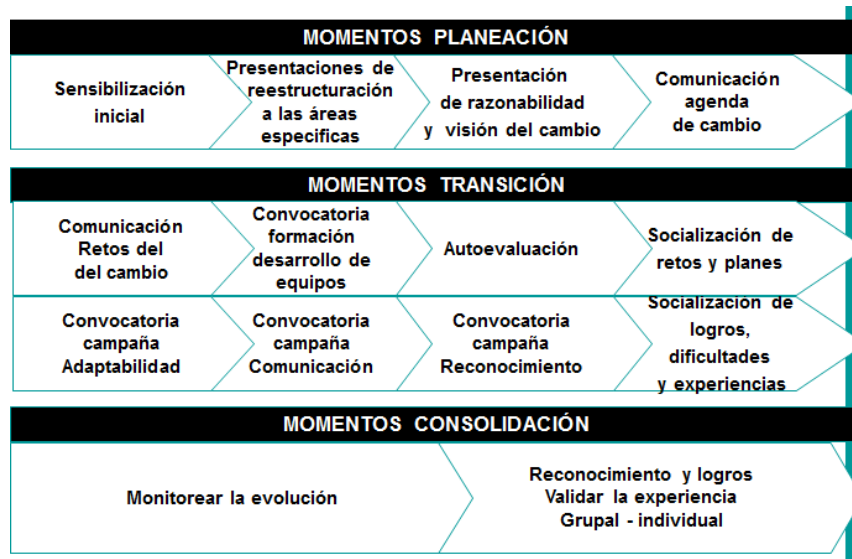 MOMENTOS PLANEACIÓN
Sensibilización
inicial
Presentaciones de
reestructuración
a las áreas
especificas
Presentación
de razonabilidad
y visión del cambio
Comunicación
agenda
de cambio
MOMENTOS TRANSICIÓN
Comunicación
Retos del
del cambio
Convocatoria
formación
desarrollo de
equipos
Autoevaluación
Socialización de
retos y planes
Convocatoria
campaña
Adaptabilidad
Convocatoria
campaña
Comunicación
Convocatoria
campaña
Reconocimiento
Socialización de
logros,
dificultades
y experiencias
MOMENTOS CONSOLIDACIÓN
Monitorear la evolución
Reconocimiento y logros
Validar la experiencia
Grupal - individual